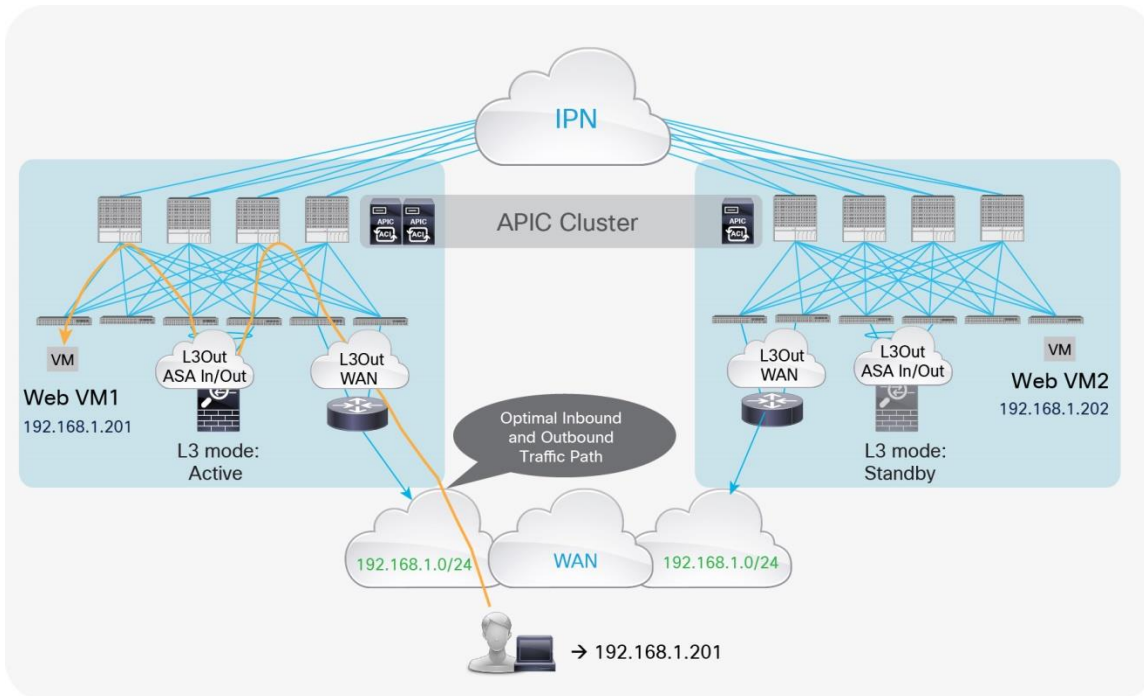 IPN
APIC
ACI
APIC
ACI
APIC Cluster
APIC
ACI
VM
Web VM1
192.168.1.201
L3Out
ASA In/Out
L3 mode:
Active
L3Out
WAN
Optimal Inbound
and Outbound
Traffic Path
L3Out
WAN
L3Out
ASA In/Out
L3 mode:
Standby
VM
Web VM2
192.168.1.202
192.168.1.0/24
WAN
192.168.1.0/24
→ 192.168.1.201